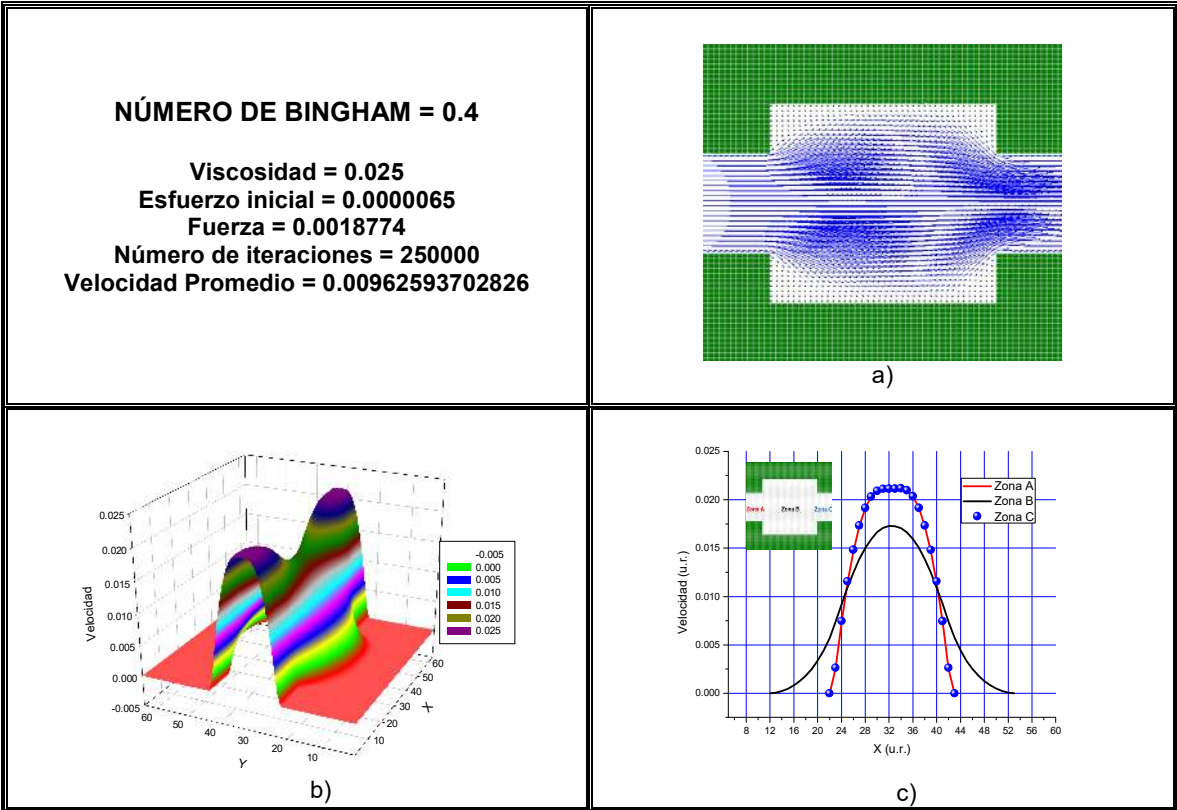 NÚMERO DE BINGHAM = 0.4
Viscosidad = 0.025
Esfuerzo inicial = 0.0000065
Fuerza = 0.0018774
Número de iteraciones = 250000
Velocidad Promedio = 0.00962593702826
a)
0.025
0.020
0.015
0.010
0.005
0.000
-0.005
Velocidad
60
50
40
30
20
10
Y
10
20
30
40
50
60
X
-0.005
0.000
0.005
0.010
0.015
0.020
0.025
b)
0.025
0.020
0.015
0.010
0.005
0.000
Velocidad (u.r.)
Zona A
Zona B
Zona C
Zona A
Zona B
Zona C
8 12 16 20 24 28 32 36 40 44 48 52 56 60
X (u.r.)
c)